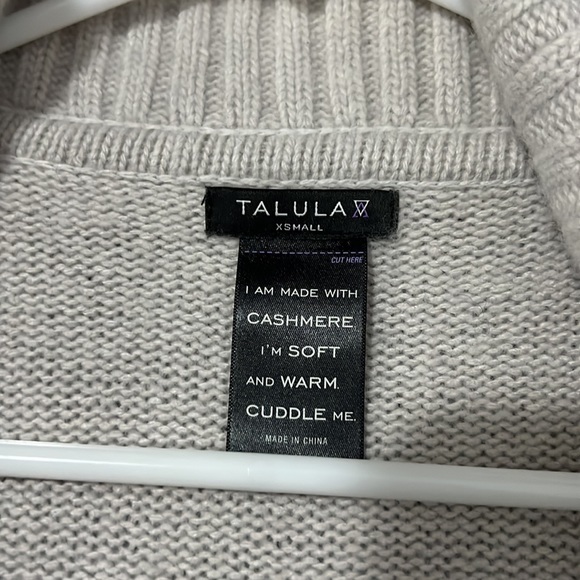 TALULA
XSMALL
CUT HERE
I AM MADE WITH
CASHMERE.
I'M SOFT
AND WARM.
CUDDLE ME.
MADE IN CHINA